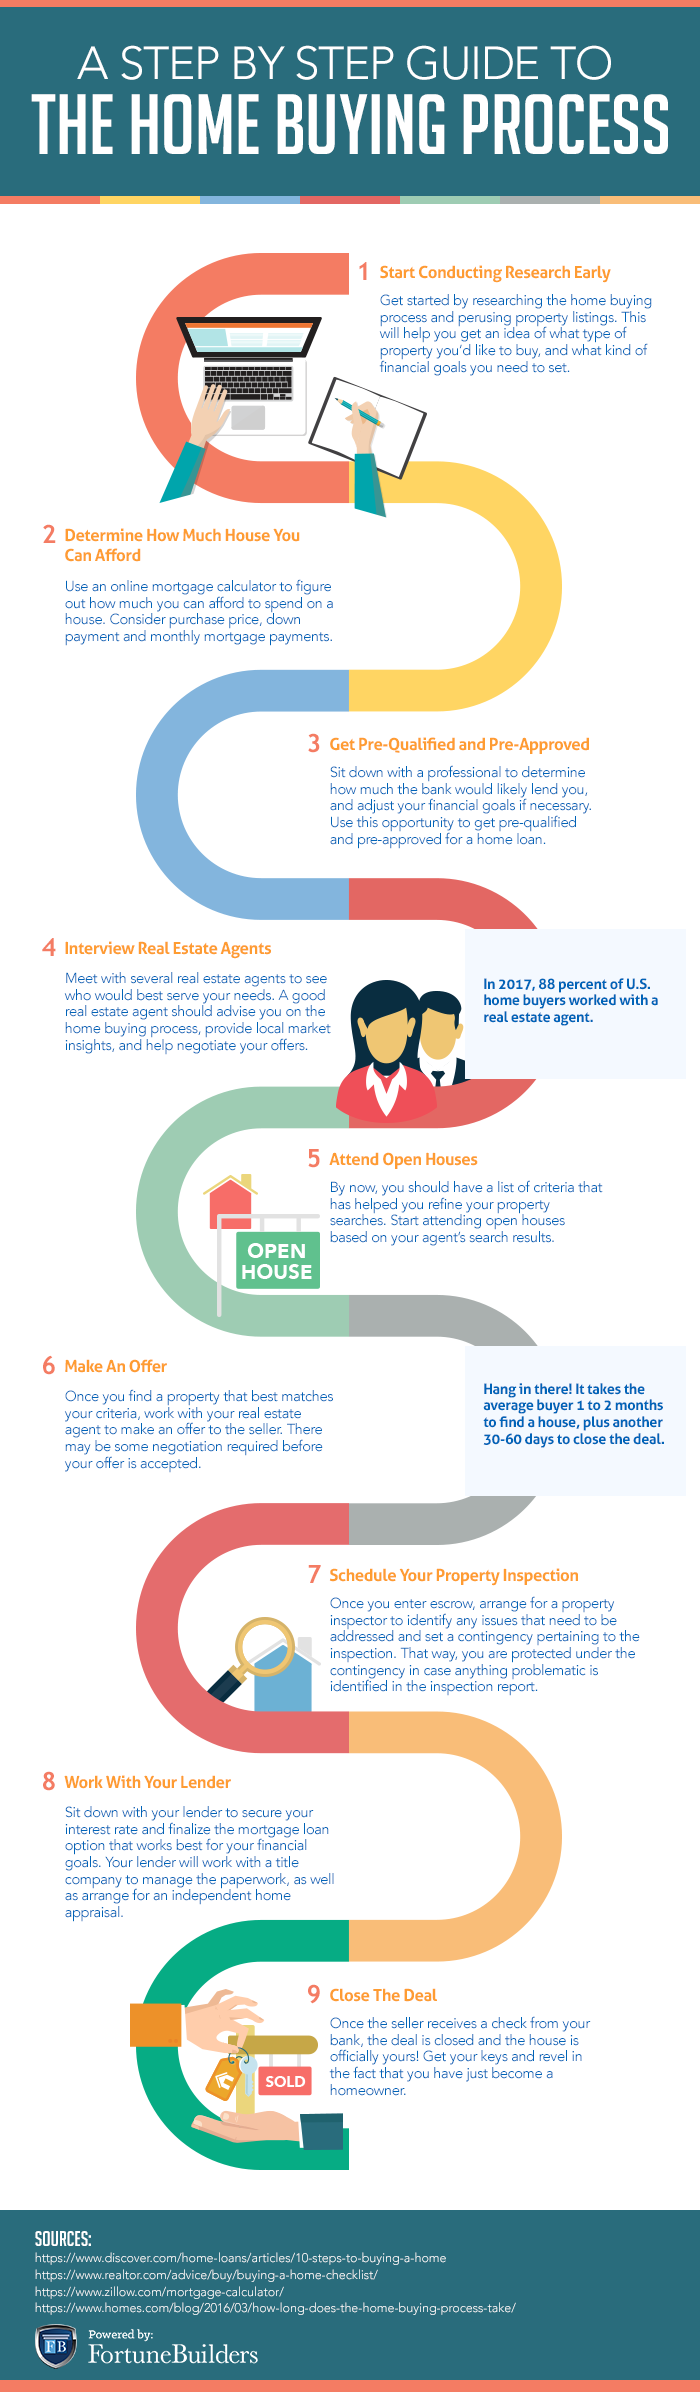 A STEP BY STEP GUIDE TO
THE HOME BUYING PROCESS
1 Start Conducting Research Early
Get started by researching the home buying
process and perusing property listings. This
will help you get an idea of what type of
property you'd like to buy, and what kind of
financial goals you need to set.
2 Determine How Much House You
Can Afford
Use an online mortgage calculator to figure
out how much you can afford to spend on a
house. Consider purchase price, down
payment and monthly mortgage payments.
3 Get Pre-Qualified and Pre-Approved
Sit down with a professional to determine
how much the bank would likely lend you,
and adjust your financial goals if necessary.
Use this opportunity to get pre-qualified
and pre-approved for a home loan.
4 Interview Real Estate Agents
Meet with several real estate agents to see
who would best serve your needs. A good
real estate agent should advise you on the
home buying process, provide local market
insights, and help negotiate your offers.
In 2017, 88 percent of U.S.
home buyers worked with a
real estate agent.
5 Attend Open Houses
By now, you should have a list of criteria that
has helped you refine your property
searches. Start attending open houses
based on your agent's search results.
OPEN
HOUSE
6 Make An Offer
Once you find a property that best matches
your criteria, work with your real estate
agent to make an offer to the seller. There
may be some negotiation required before
your offer is accepted.
Hang in there! It takes the
average buyer 1 to 2 months
to find a house, plus another
30-60 days to close the deal.
7 Schedule Your Property Inspection
Once you enter escrow, arrange for a property
inspector to identify any issues that need to be
addressed and set a contingency pertaining to the
inspection. That way, you are protected under the
contingency in case anything problematic is
identified in the inspection report.
8 Work With Your Lender
Sit down with your lender to secure your
interest rate and finalize the mortgage loan
option that works best for your financial
goals. Your lender will work with a title
company to manage the paperwork, as well
as arrange for an independent home
appraisal.
9 Close The Deal
Once the seller receives a check from your
bank, the deal is closed and the house is
officially yours! Get your keys and revel in
the fact that you have just become a
homeowner.
SOLD
SOURCES:
https://www.discover.com/home-loans/articles/10-steps-to-buying-a-home
https://www.realtor.com/advice/buy/buying-a-home-checklist/
https://www.zillow.com/mortgage-calculator/
https://www.homes.com/blog/2016/03/how-long-does-the-home-buying-process-take/
FB
Powered by:
FortuneBuilders